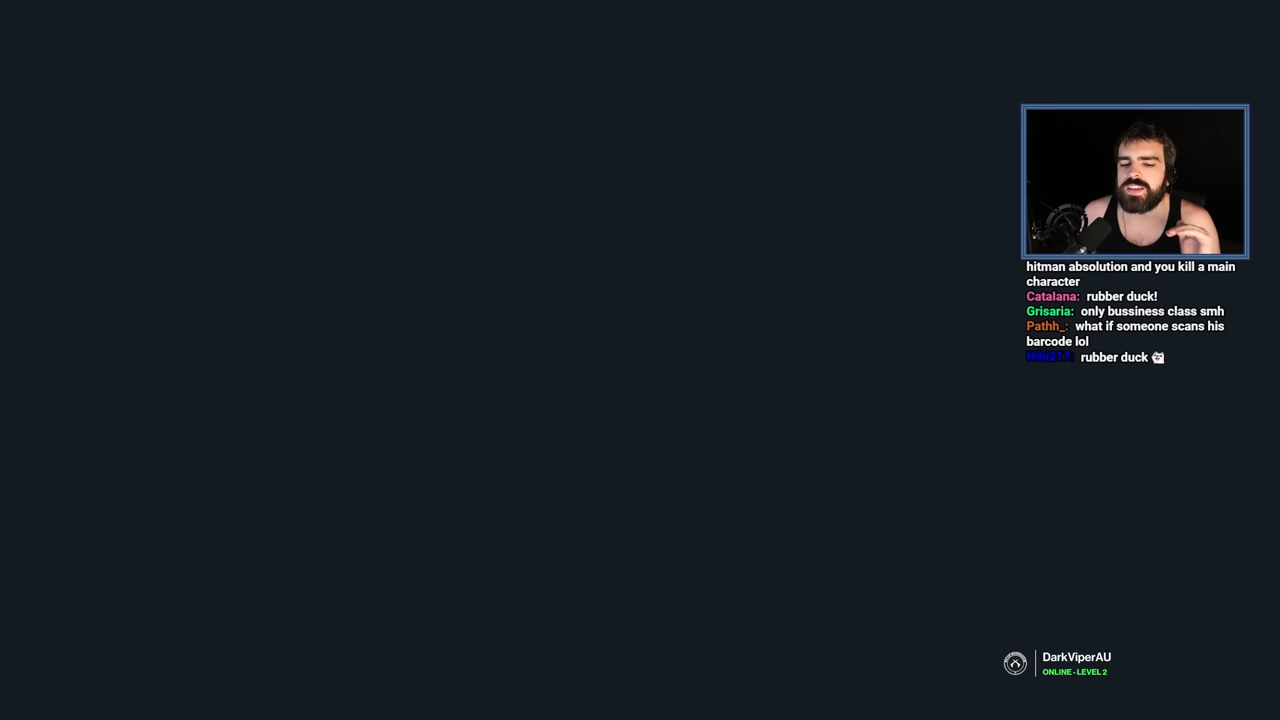 hitman absolution and you kill a main
character
Catalana: rubber duck!
Grisaria: only bussiness class smh
Pathh_: what if someone scans his
barcode lol
Hihi217: rubber duck
DarkViperAU
ONLINE - LEVEL 2